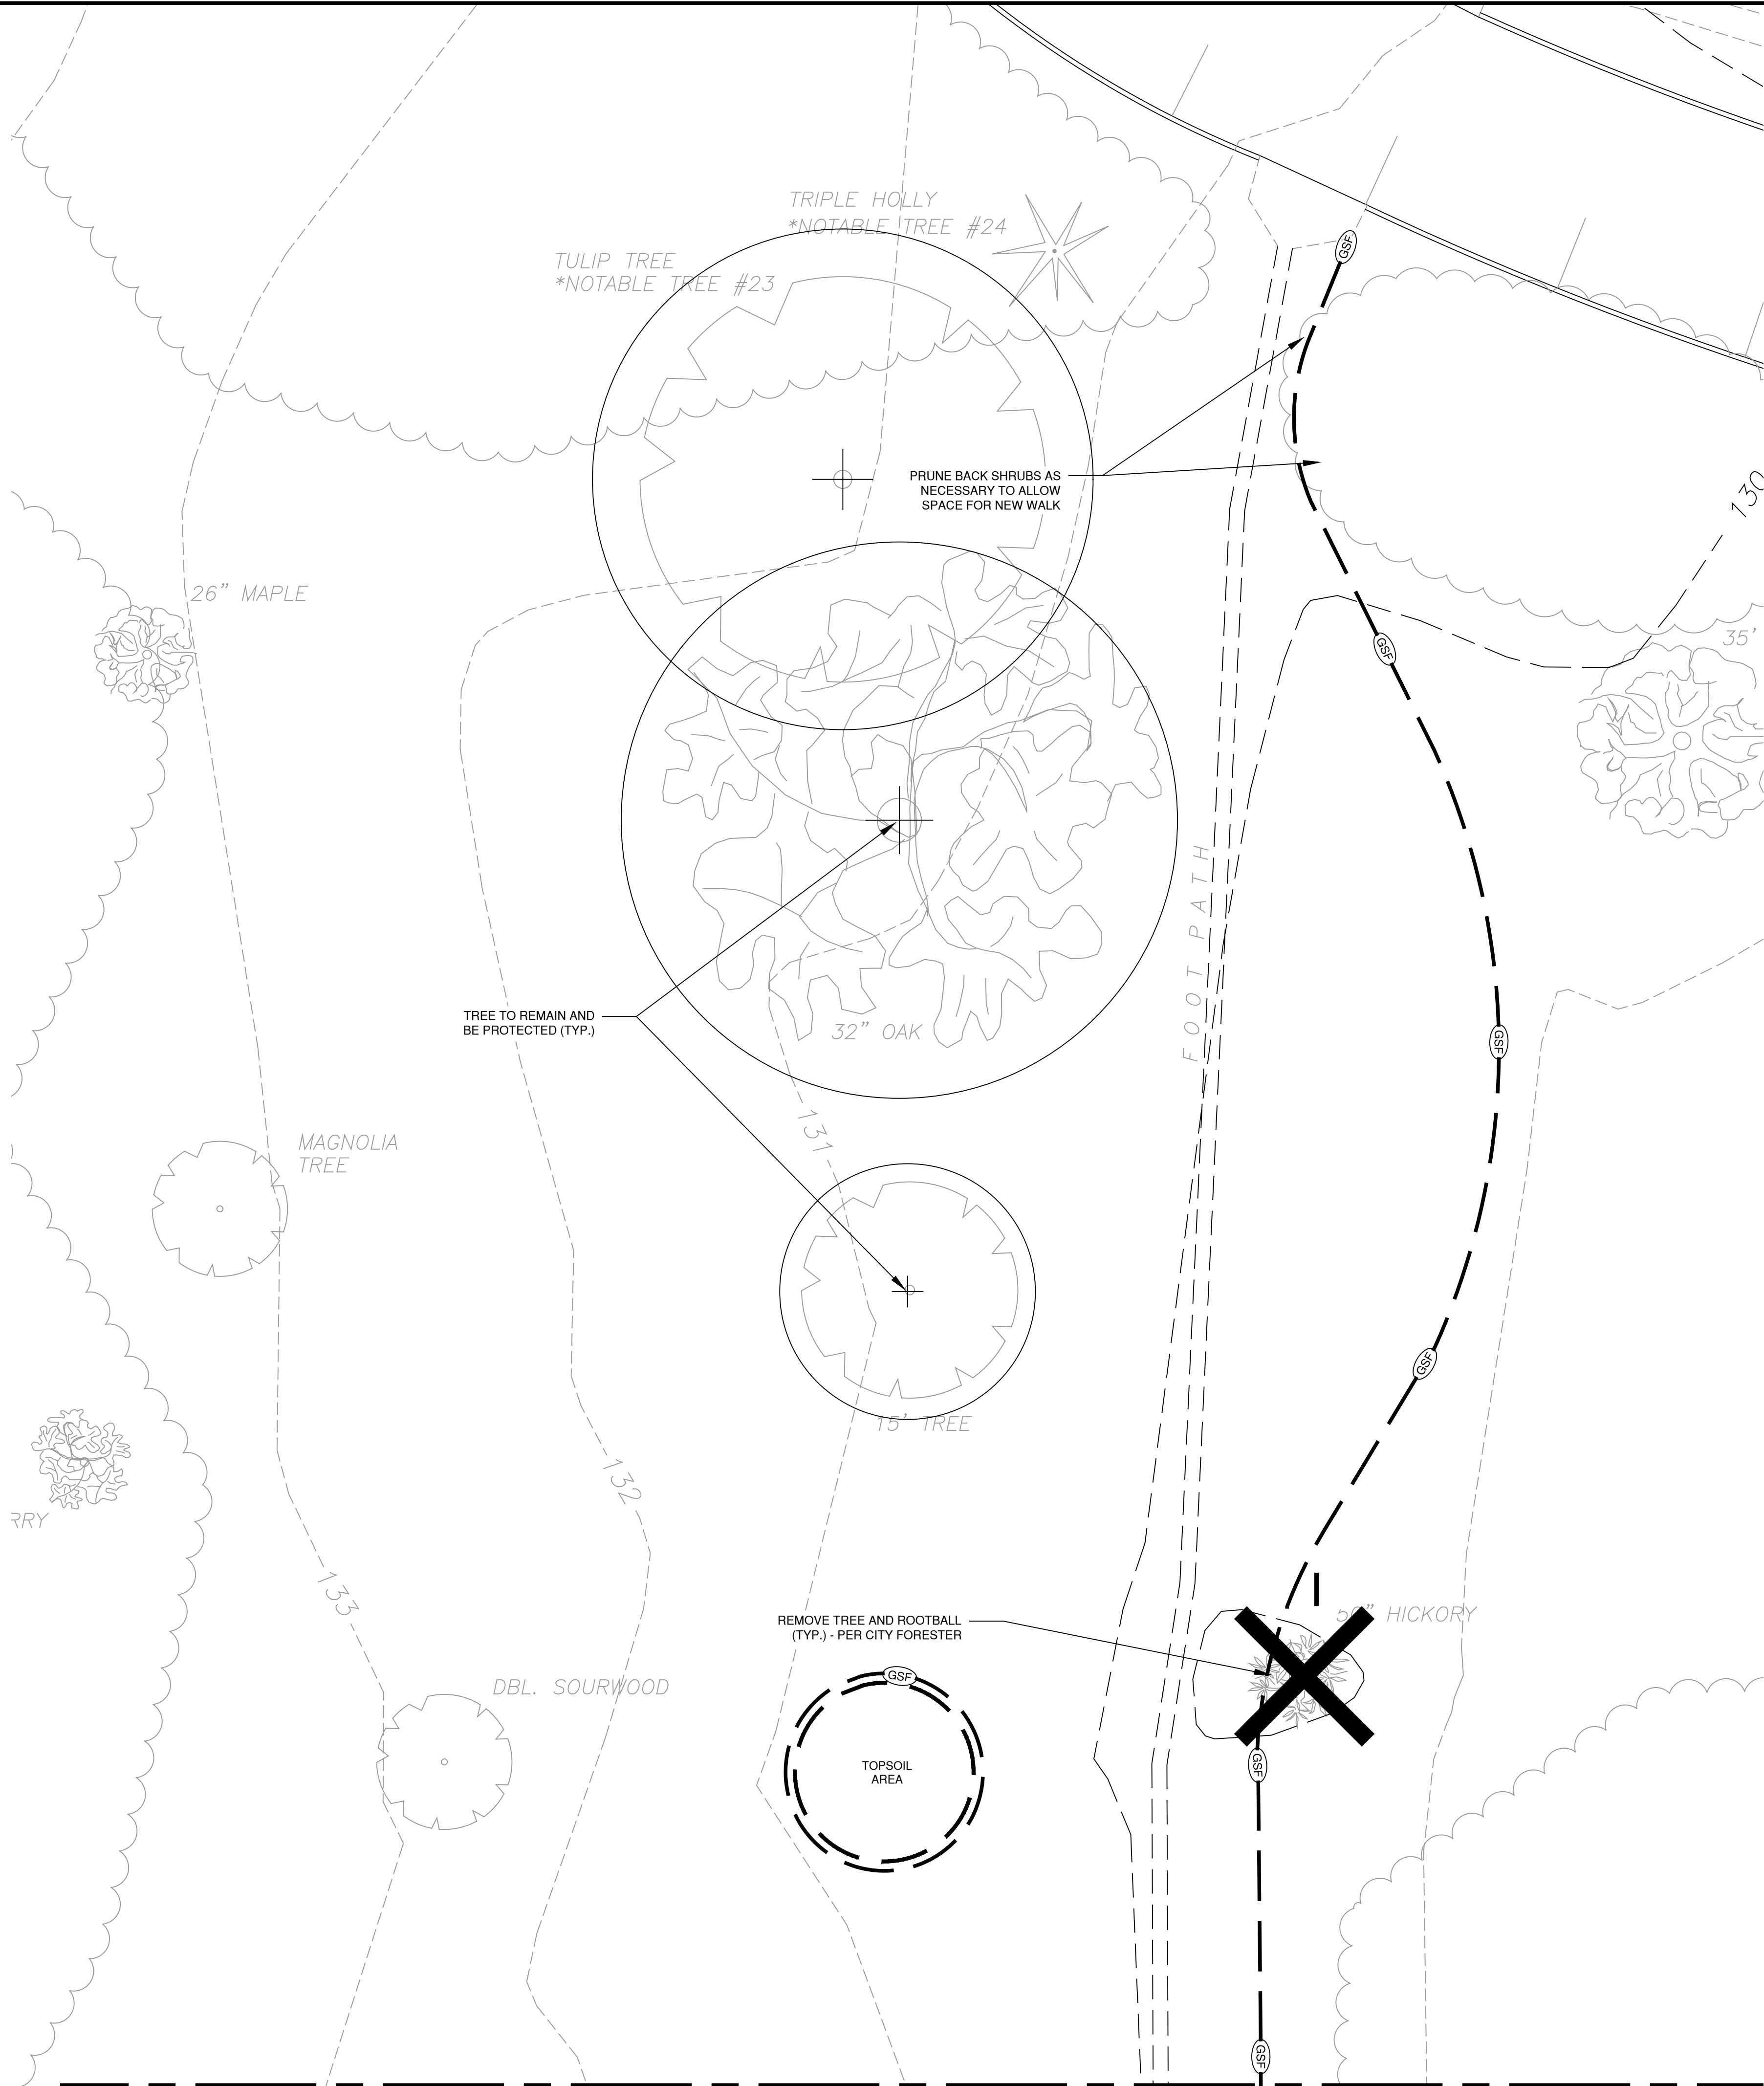 TRIPLE HOLLY
*NOTABLE TREE #24
TULIP TREE
*NOTABLE TREE #23
GSF
PRUNE BACK SHRUBS AS
NECESSARY TO ALLOW
SPACE FOR NEW WALK
130
26” MAPLE
35'
GSF
FOOT PATH
TREE TO REMAIN AND
BE PROTECTED (TYP.)
32” OAK
GSF
131
MAGNOLIA
TREE
GSF
15' TREE
132
RRY
133
REMOVE TREE AND ROOTBALL
(TYP.) - PER CITY FORESTER
50” HICKORY
DBL. SOURWOOD
GSF
TOPSOIL
AREA
GSF
GSF